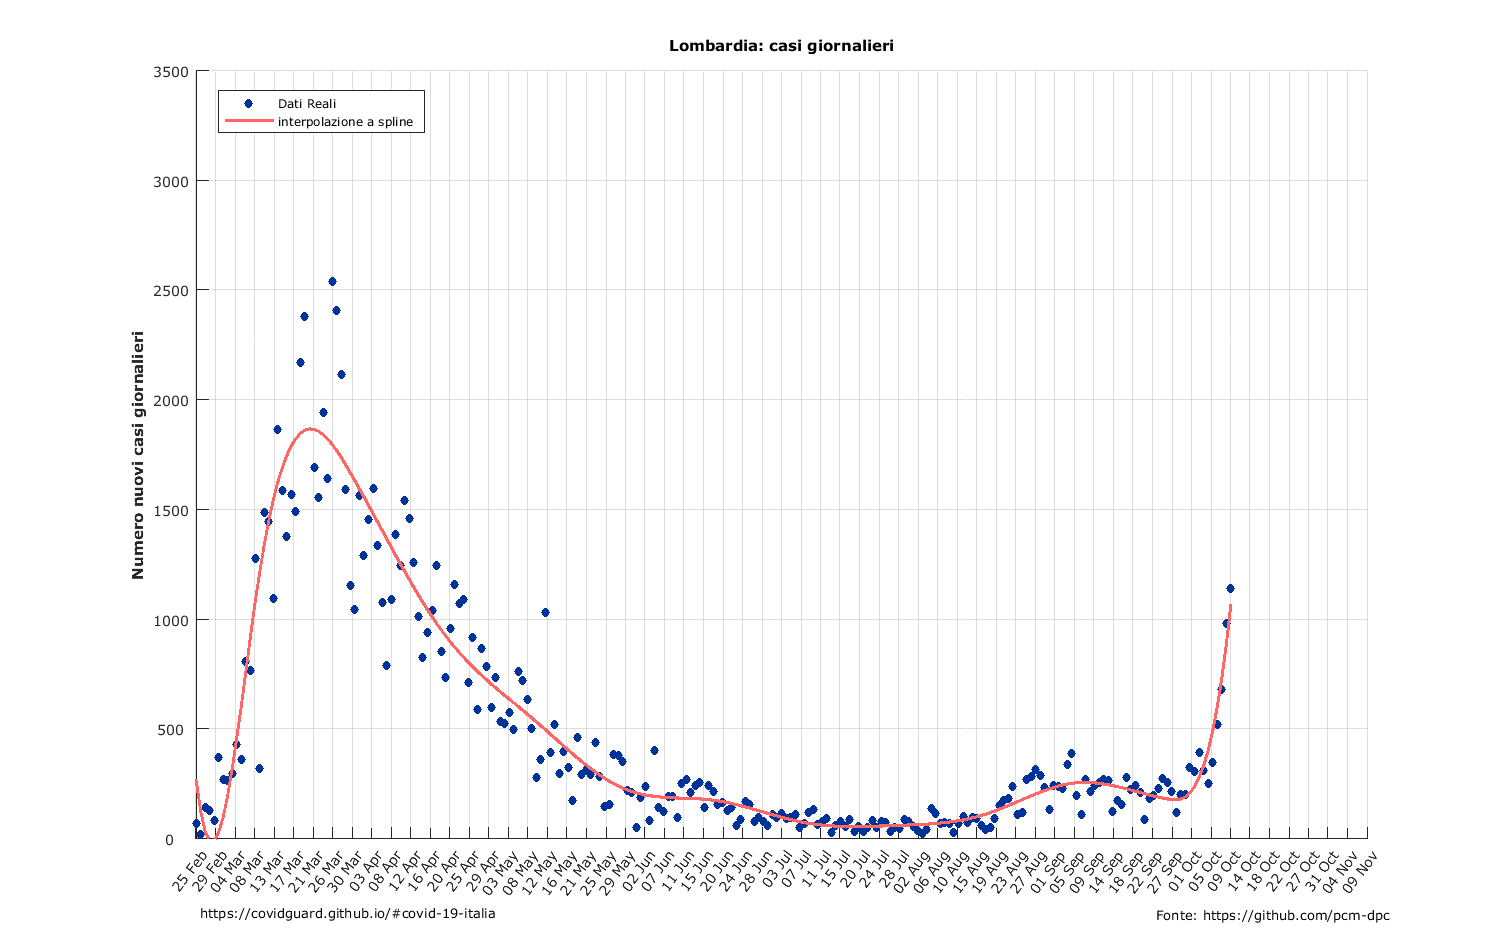 Lombardia: casi giornalieri
3500
3000
2500
2000
1500
1000
500
0
Numero nuovi casi giornalieri
Dati Reali
interpolazione a spline
25 Feb
29 Feb
04 Mar
08 Mar
13 Mar
17 Mar
21 Mar
26 Mar
30 Mar
03 Apr
08 Apr
12 Apr
16 Apr
20 Apr
25 Apr
29 Apr
03 May
08 May
12 May
16 May
21 May
25 May
29 May
02 Jun
07 Jun
11 Jun
15 Jun
20 Jun
24 Jun
28 Jun
03 Jul
07 Jul
11 Jul
15 Jul
20 Jul
24 Jul
28 Jul
02 Aug
06 Aug
10 Aug
15 Aug
19 Aug
23 Aug
27 Aug
01 Sep
05 Sep
09 Sep
14 Sep
18 Sep
22 Sep
27 Sep
01 Oct
05 Oct
09 Oct
14 Oct
18 Oct
22 Oct
27 Oct
31 Oct
04 Nov
09 Nov
https://covidguard.github.io/#covid-19-italia
Fonte: https://github.com/pcm-dpc